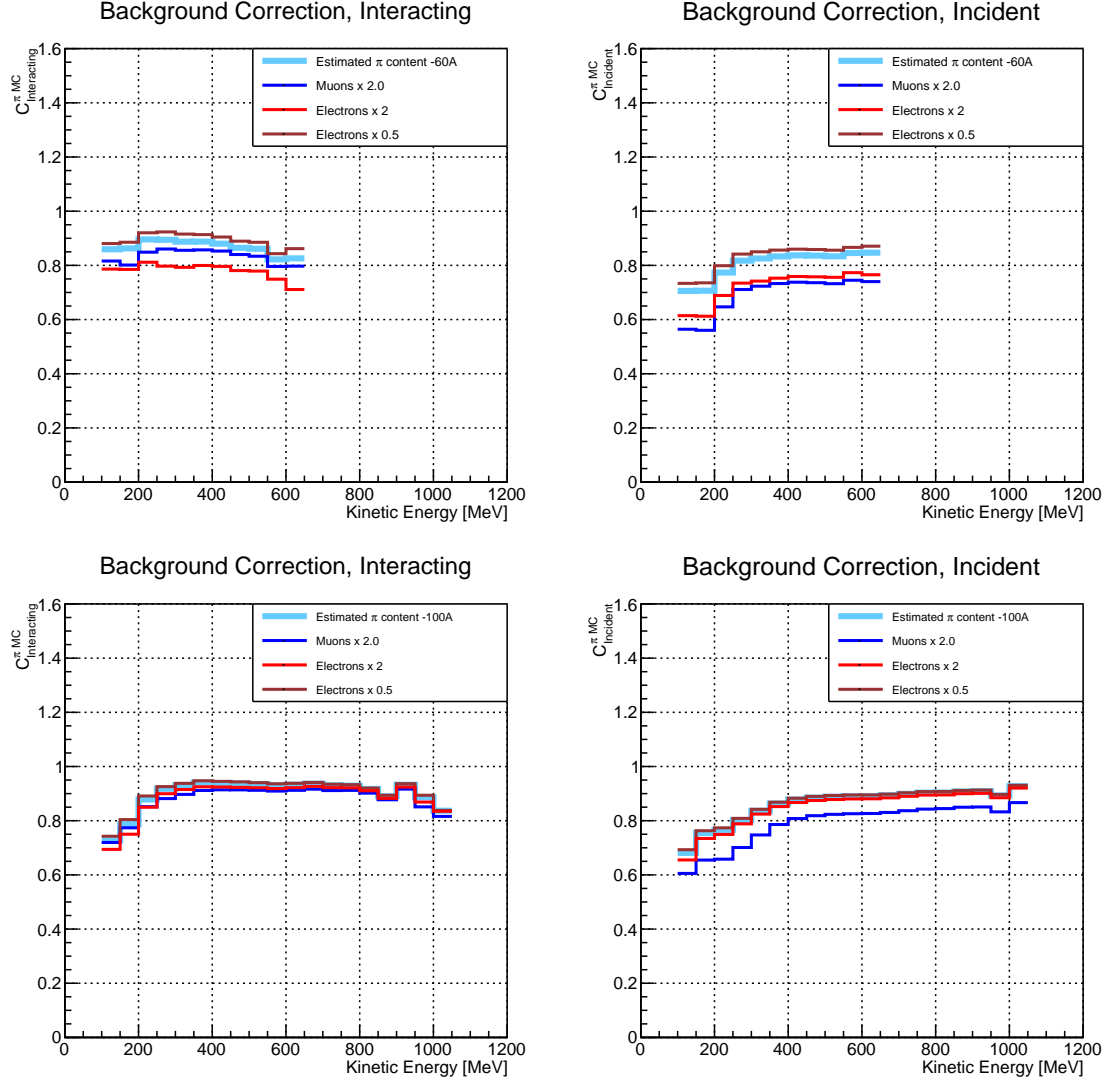 Background Correction, Interacting
C^{π MC}_{Interacting}
1.6
1.4
1.2
1
0.8
0.6
0.4
0.2
0
Estimated π content -60A
Muons x 2.0
Electrons x 2
Electrons x 0.5
0 200 400 600 800 1000 1200
Kinetic Energy [MeV]
Background Correction, Incident
C^{π MC}_{Incident}
1.6
1.4
1.2
1
0.8
0.6
0.4
0.2
0
Estimated π content -60A
Muons x 2.0
Electrons x 2
Electrons x 0.5
0 200 400 600 800 1000 1200
Kinetic Energy [MeV]
Background Correction, Interacting
C^{π MC}_{Interacting}
1.6
1.4
1.2
1
0.8
0.6
0.4
0.2
0
Estimated π content -100A
Muons x 2.0
Electrons x 2
Electrons x 0.5
0 200 400 600 800 1000 1200
Kinetic Energy [MeV]
Background Correction, Incident
C^{π MC}_{Incident}
1.6
1.4
1.2
1
0.8
0.6
0.4
0.2
0
Estimated π content -100A
Muons x 2.0
Electrons x 2
Electrons x 0.5
0 200 400 600 800 1000 1200
Kinetic Energy [MeV]